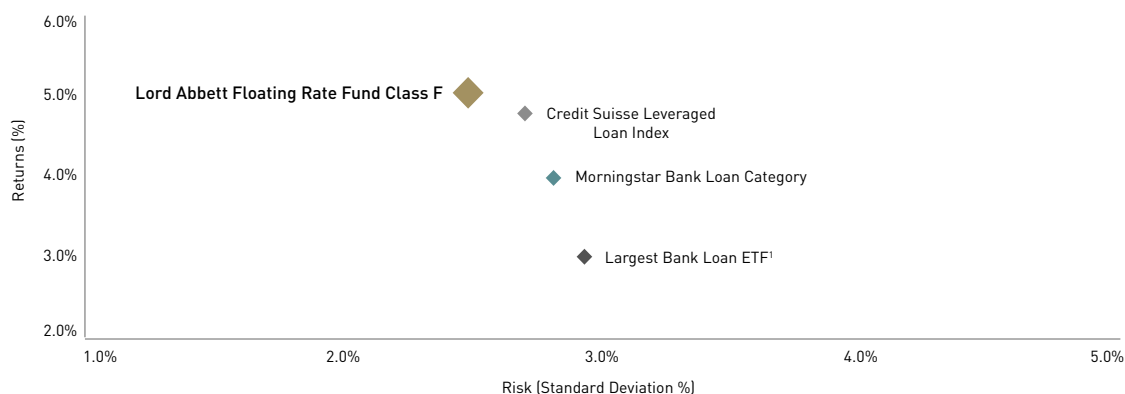 6.0%
Lord Abbett Floating Rate Fund Class F
5.0%
Credit Suisse Leveraged
Loan Index
4.0%
Morningstar Bank Loan Category
3.0%
Largest Bank Loan ETF¹
2.0%
Returns (%)
1.0% 2.0% 3.0% 4.0% 5.0%
Risk (Standard Deviation %)